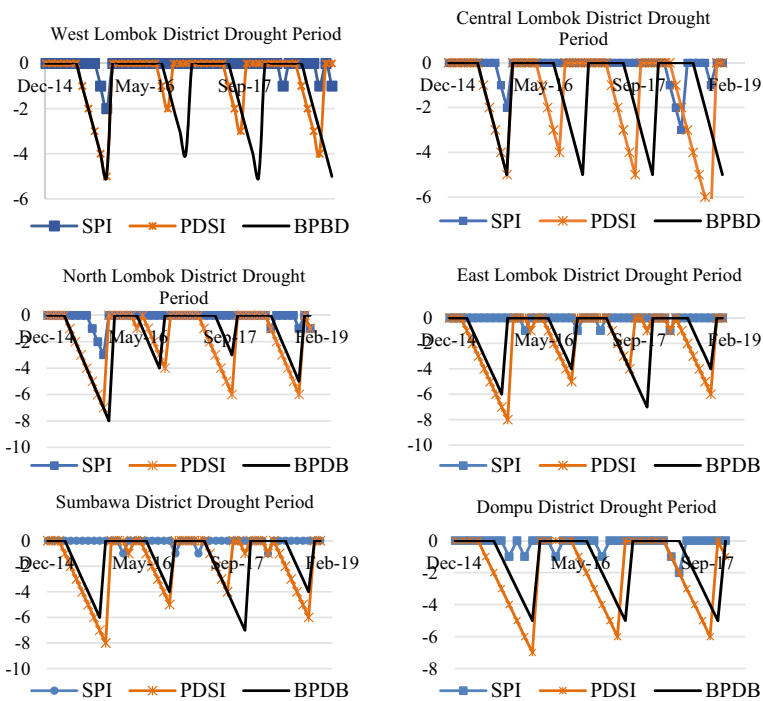 West Lombok District Drought Period
0
-2
-4
-6
Dec-14 May-16 Sep-17
SPI PDSI BPBD
Central Lombok District Drought
Period
0
-2
-4
-6
Dec-14 May-16 Sep-17 Feb-19
SPI PDSI BPBD
North Lombok District Drought
Period
0
-2
-4
-6
-8
-10
Dec-14 May-16 Sep-17 Feb-19
SPI PDSI BPDB
East Lombok District Drought Period
0
-2
-4
-6
-8
-10
Dec-14 May-16 Sep-17 Feb-19
SPI PDSI BPDB
Sumbawa District Drought Period
0
-2
-4
-6
-8
-10
Dec-14 May-16 Sep-17 Feb-19
SPI PDSI BPDB
Dompu District Drought Period
0
-2
-4
-6
-8
Dec-14 May-16 Sep-17
SPI PDSI BPDB